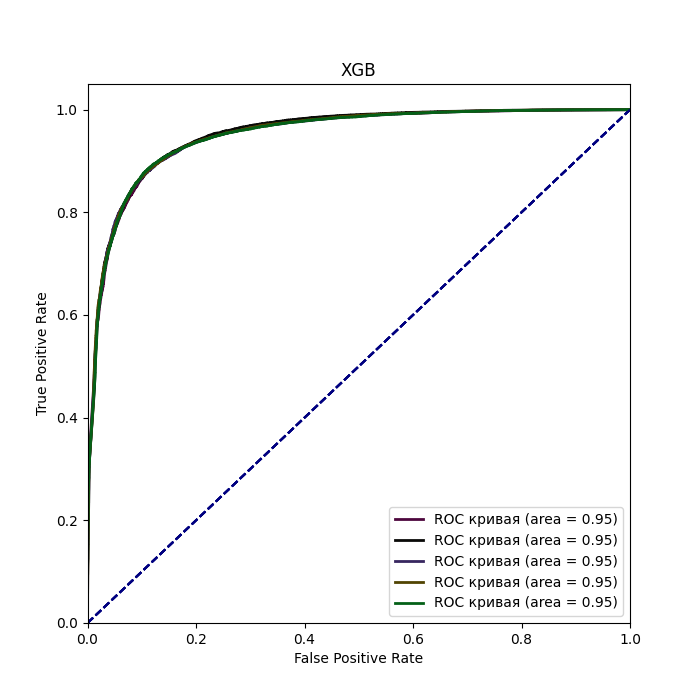 XGB
1.0
0.8
0.6
0.4
0.2
0.0
True Positive Rate
ROC кривая (area = 0.95)
ROC кривая (area = 0.95)
ROC кривая (area = 0.95)
ROC кривая (area = 0.95)
ROC кривая (area = 0.95)
0.0 0.2 0.4 0.6 0.8 1.0
False Positive Rate